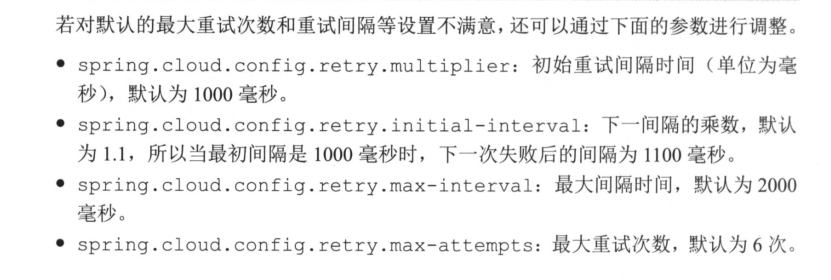 若对默认的最大重试次数和重试间隔等设置不满意，还可以通过下面的参数进行调整。
● spring.cloud.config.retry.multiplier：初始重试间隔时间（单位为毫
秒），默认为 1000 毫秒。
● spring.cloud.config.retry.initial-interval：下一间隔的乘数，默认
为 1.1，所以当最初间隔是 1000 毫秒时，下一次失败后的间隔为 1100 毫秒。
● spring.cloud.config.retry.max-interval：最大间隔时间，默认为 2000
毫秒。
● spring.cloud.config.retry.max-attempts：最大重试次数，默认为 6 次。